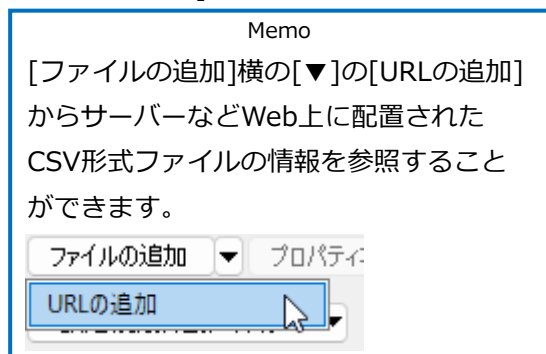 Memo
[ファイルの追加]横の[▼]の[URLの追加]
からサーバーなどWeb上に配置された
CSV形式ファイルの情報を参照すること
ができます。
ファイルの追加 ▼ プロパティ
URLの追加